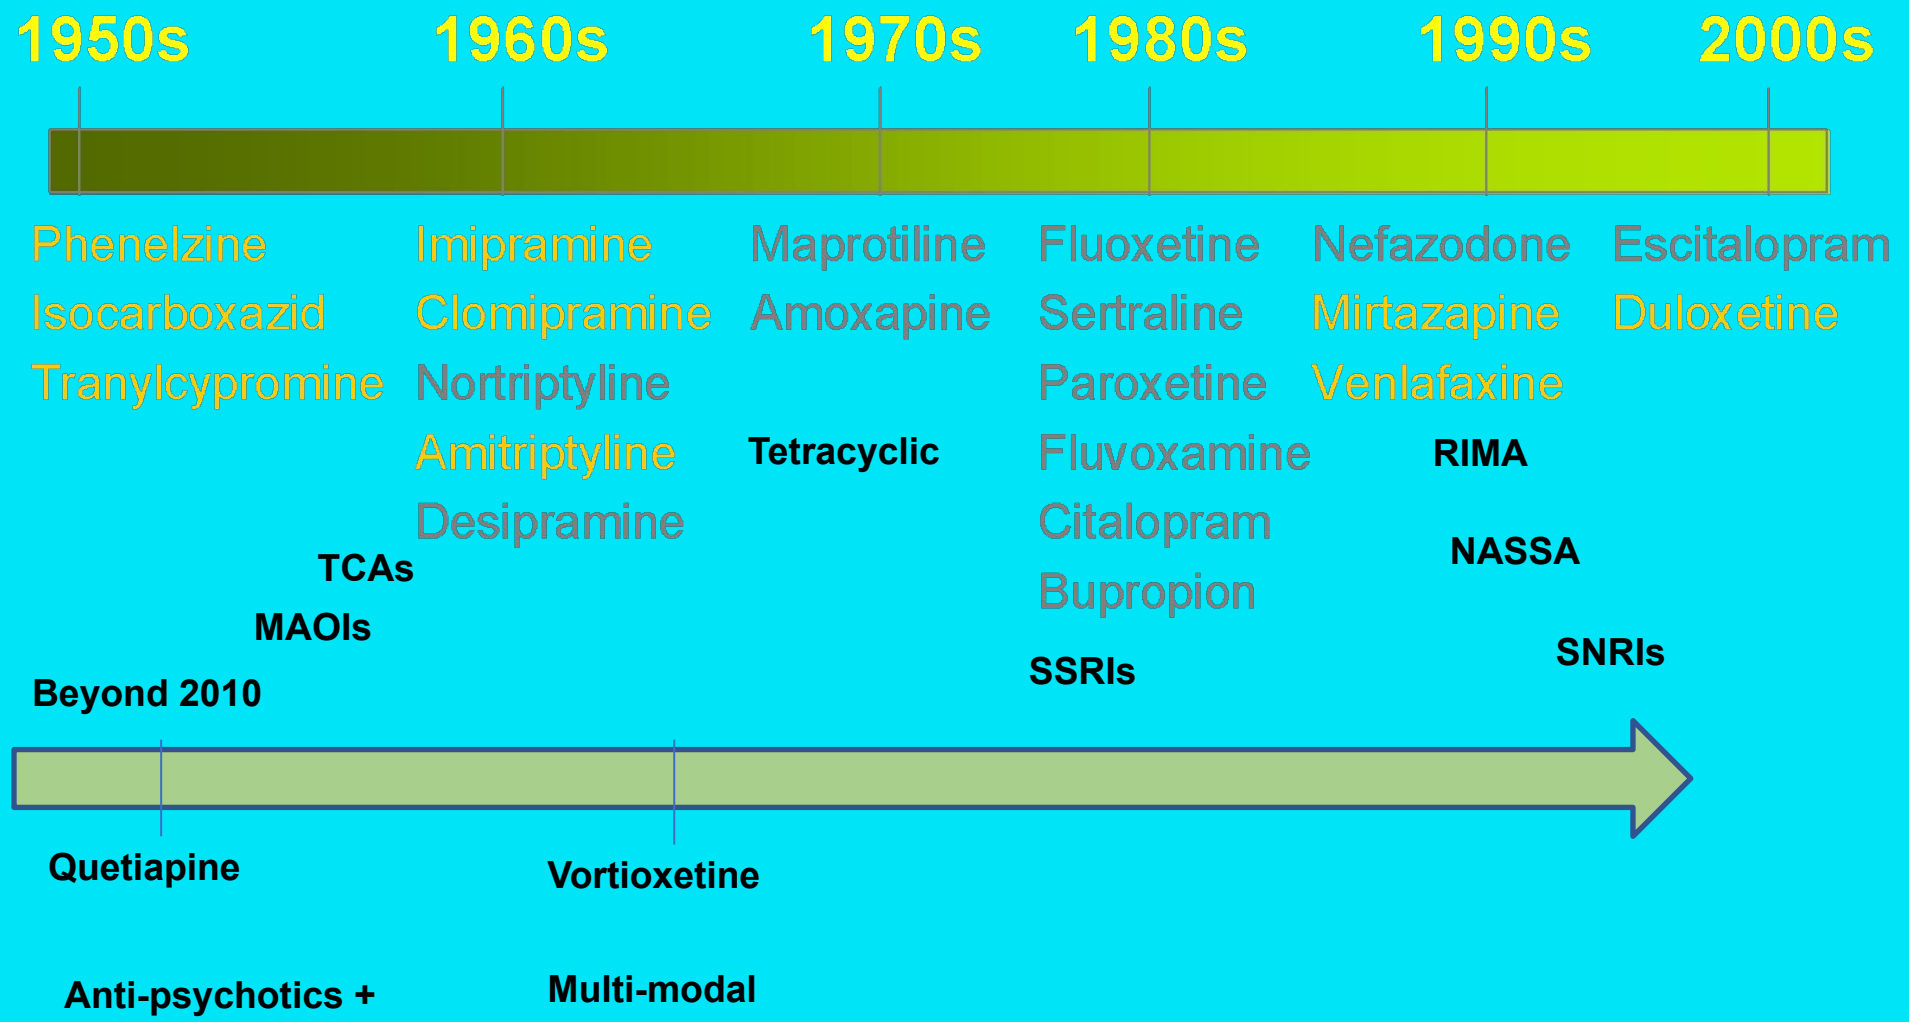 1950s 1960s 1970s 1980s 1990s 2000s
Phenelzine Imipramine Maprotiline Fluoxetine Nefazodone Escitalopram
Isocarboxazid Clomipramine Amoxapine Sertraline Mirtazapine Duloxetine
Tranylcypromine Nortriptyline Paroxetine Venlafaxine
Amitriptyline Tetracyclic Fluvoxamine RIMA
Desipramine Citalopram
NASSA
TCAs
Bupropion
MAOIs
SNRIs
SSRIs
Beyond 2010
Quetiapine Vortioxetine
Anti-psychotics + Multi-modal